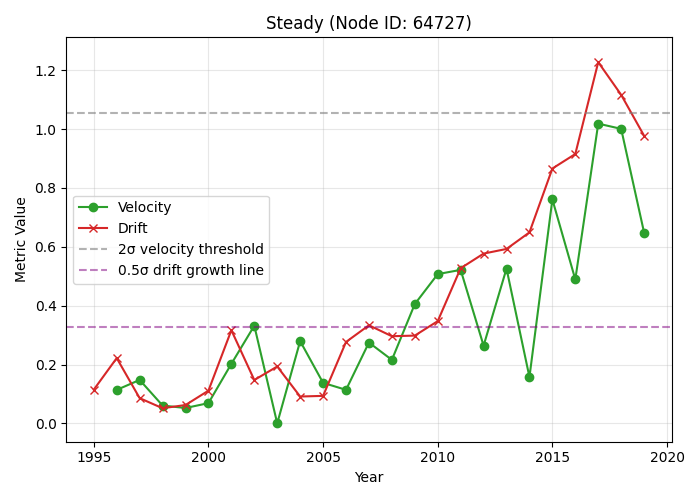 Steady (Node ID: 64727)
Metric Value
1.2
1.0
0.8
0.6
0.4
0.2
0.0
Velocity
Drift
2σ velocity threshold
0.5σ drift growth line
1995
2000
2005
2010
2015
2020
Year